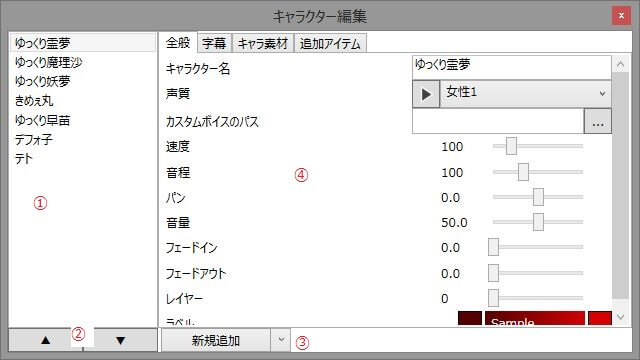 キャラクター編集
x
ゆっくり霊夢
ゆっくり魔理沙
ゆっくり妖夢
きめぇ丸
ゆっくり早苗
デフォ子
テト
①
▲ ② ▼
全般 字幕 キャラ素材 追加アイテム
キャラクター名 ゆっくり霊夢
声質 ▶ 女性1
カスタムボイスのパス ...
速度 100
音程 100
④
パン 0.0
音量 50.0
フェードイン 0.0
フェードアウト 0.0
レイヤー 0
ラベル Sample
新規追加 ③